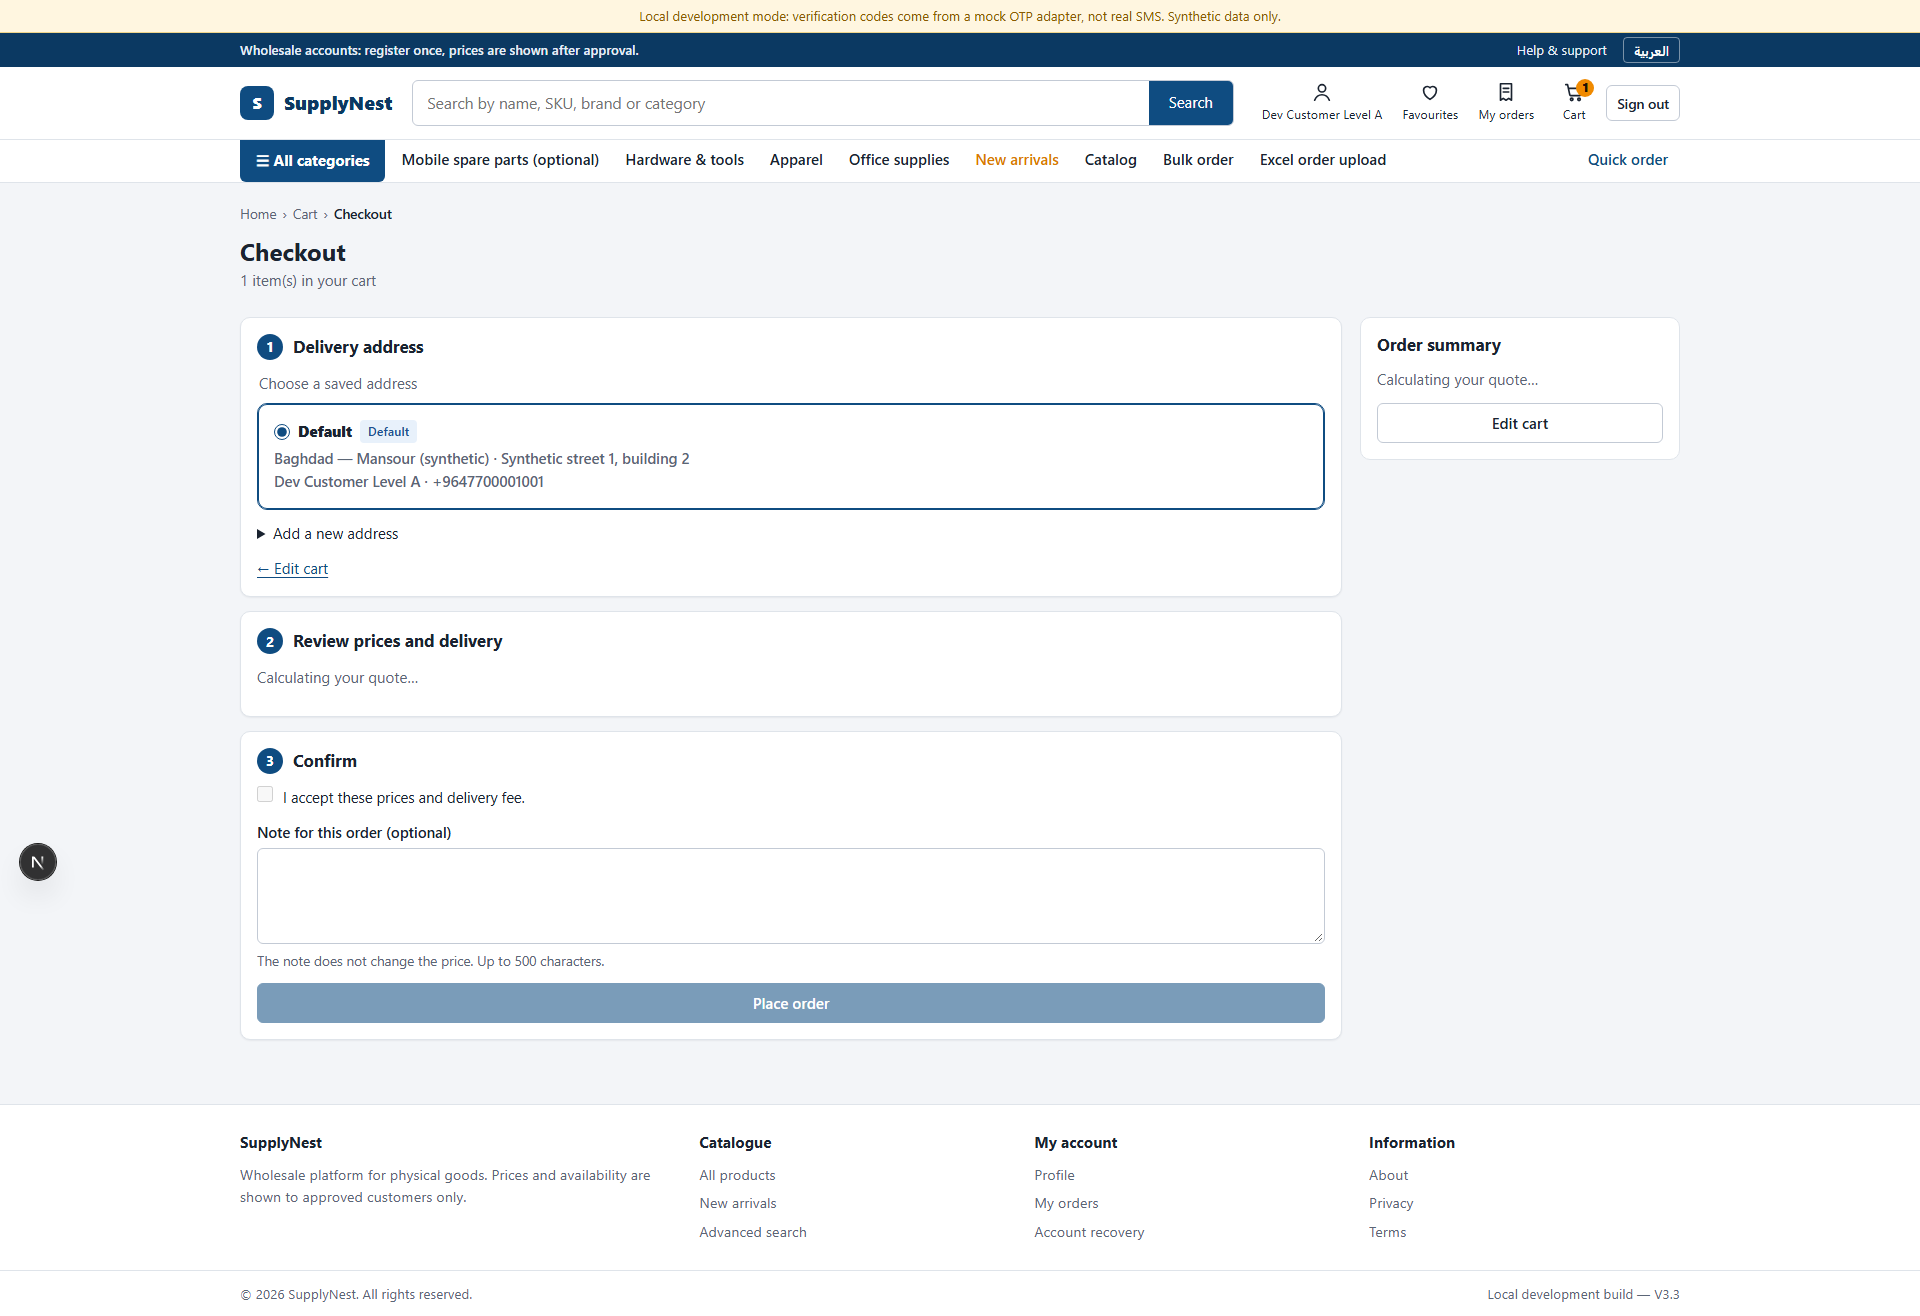 Local development mode: verification codes come from a mock OTP adapter, not real SMS. Synthetic data only.
Wholesale accounts: register once, prices are shown after approval.
Help & support
العربية
S SupplyNest
Search by name, SKU, brand or category
Search
Dev Customer Level A
Favourites
My orders
1
Cart
Sign out
☰ All categories
Mobile spare parts (optional)
Hardware & tools
Apparel
Office supplies
New arrivals
Catalog
Bulk order
Excel order upload
Quick order
Home › Cart › Checkout
Checkout
1 item(s) in your cart
1 Delivery address
Choose a saved address
Default Default
Baghdad — Mansour (synthetic) · Synthetic street 1, building 2
Dev Customer Level A · +9647700001001
Add a new address
← Edit cart
Order summary
Calculating your quote...
Edit cart
2 Review prices and delivery
Calculating your quote...
3 Confirm
I accept these prices and delivery fee.
Note for this order (optional)
The note does not change the price. Up to 500 characters.
Place order
N
SupplyNest
Wholesale platform for physical goods. Prices and availability are
shown to approved customers only.
Catalogue
All products
New arrivals
Advanced search
My account
Profile
My orders
Account recovery
Information
About
Privacy
Terms
© 2026 SupplyNest. All rights reserved.
Local development build — V3.3